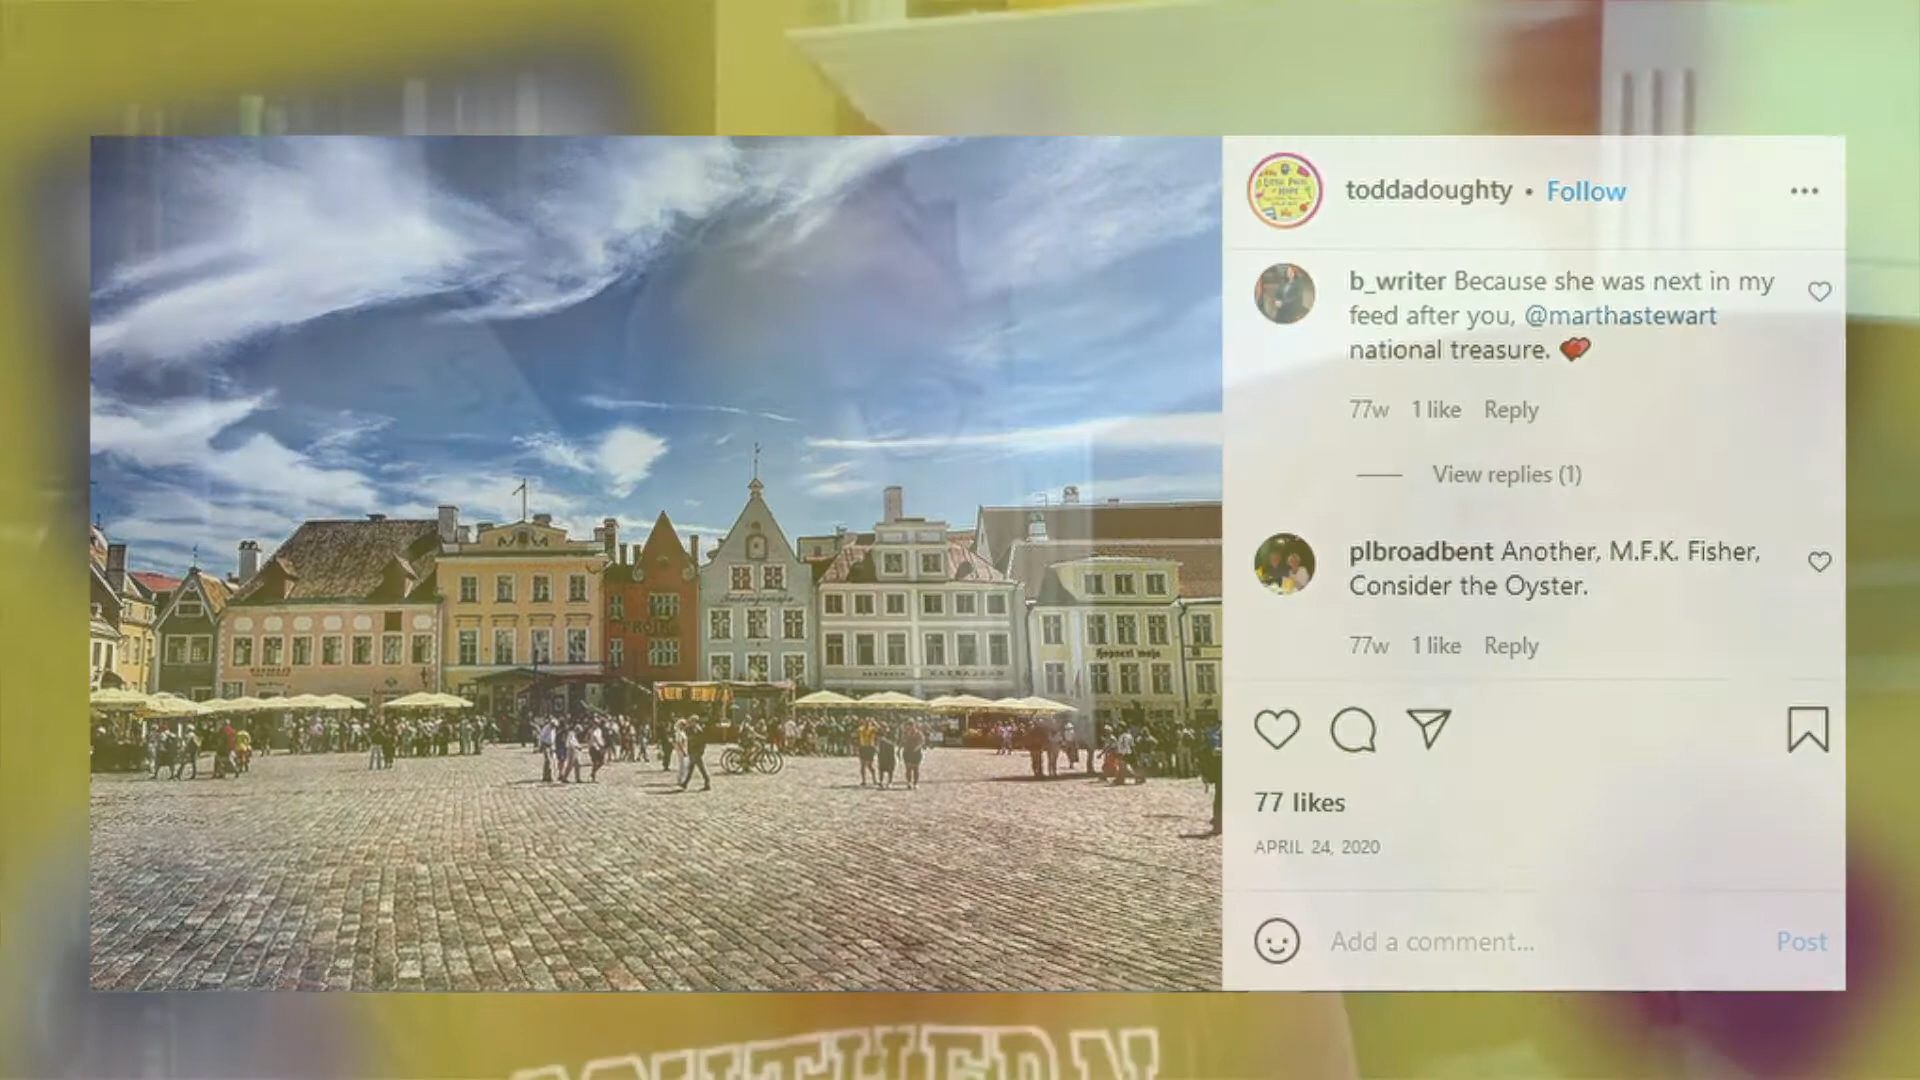 toddadoughty • Follow
b_writer Because she was next in my
feed after you, @marthastewart
national treasure.
77w 1 like Reply
View replies (1)
plbroadbent Another, M.F.K. Fisher,
Consider the Oyster.
77w 1 like Reply
77 likes
APRIL 24, 2020
Add a comment... Post